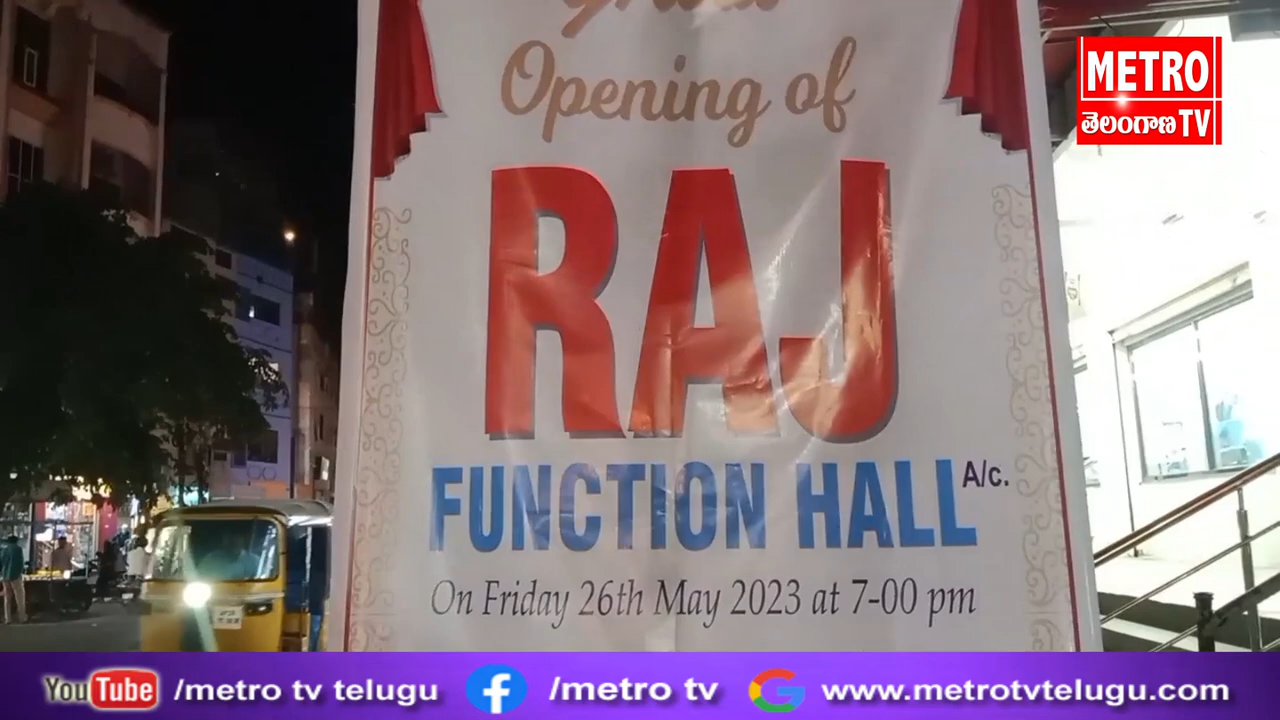 Grand
Opening of
RAJ
FUNCTION HALL A/c.
On Friday 26th May 2023 at 7-00 pm
METRO
తెలంగాణ TV
YouTube /metro tv telugu
/metro tv
www.metrotvtelugu.com